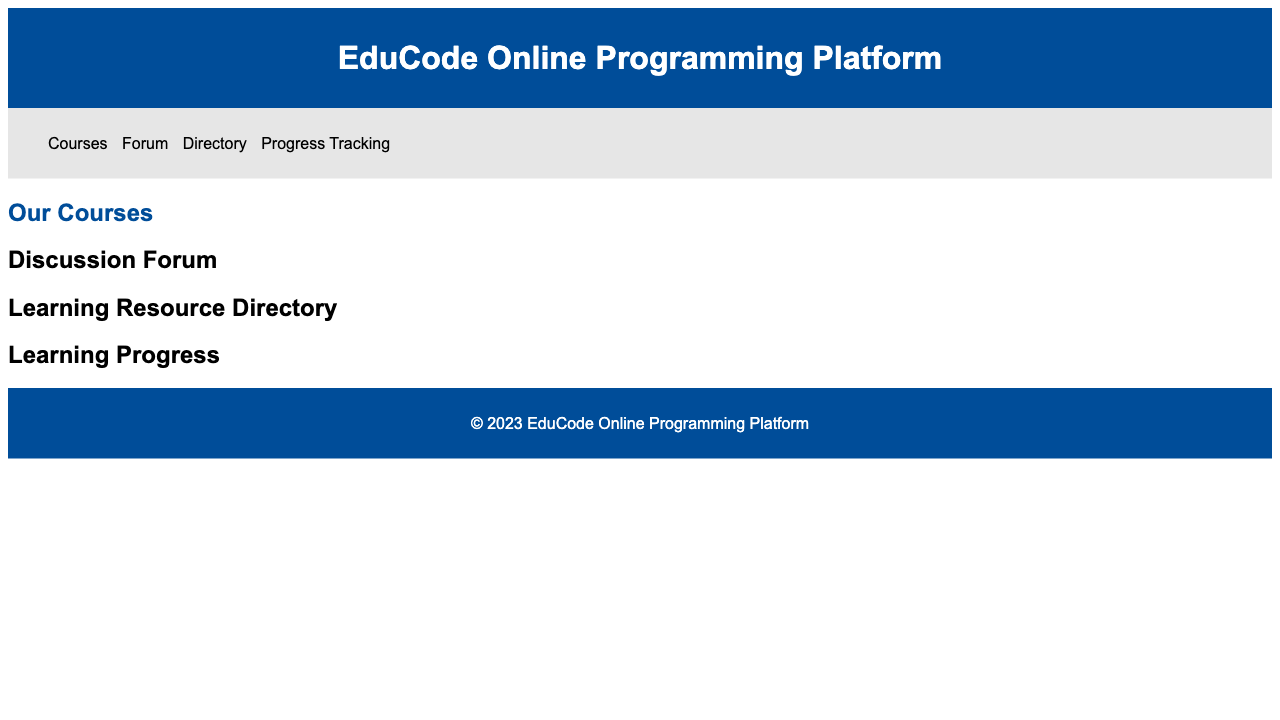 EduCode Online Programming Platform
Courses Forum Directory Progress Tracking
Our Courses
Discussion Forum
Learning Resource Directory
Learning Progress
© 2023 EduCode Online Programming Platform